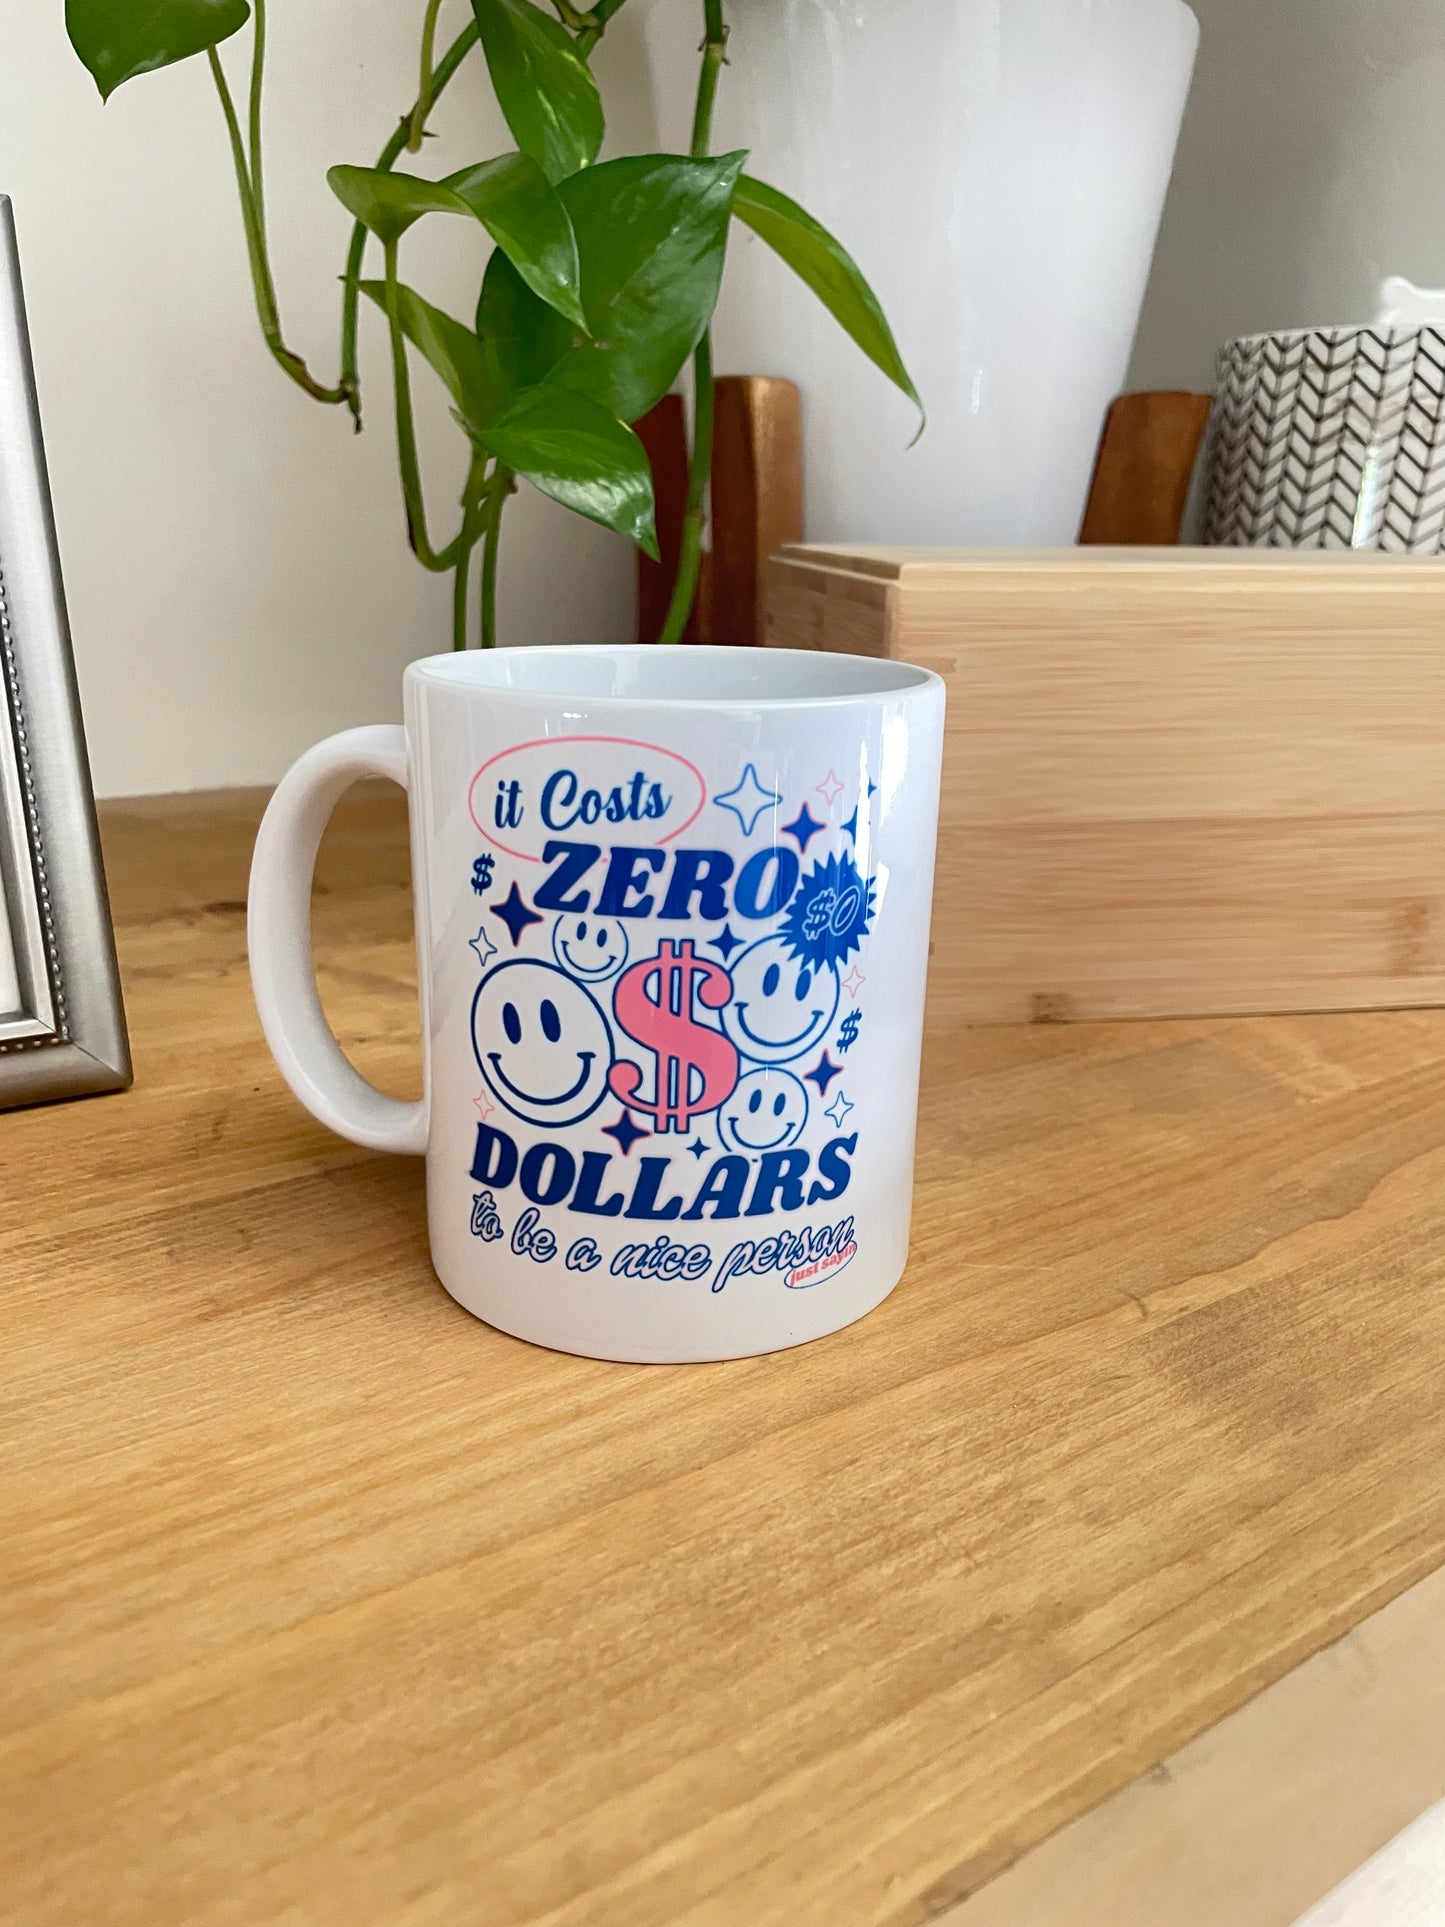 it Costs
ZERO
$0
$
$
$
DOLLARS
to be a nice person
just sayin